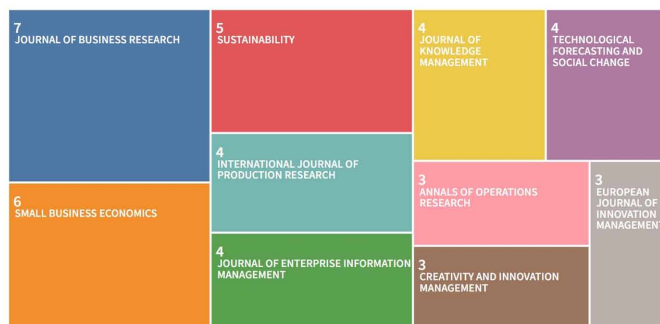 7
JOURNAL OF BUSINESS RESEARCH
6
SMALL BUSINESS ECONOMICS
5
SUSTAINABILITY
4
INTERNATIONAL JOURNAL OF
PRODUCTION RESEARCH
4
JOURNAL OF ENTERPRISE INFORMATION
MANAGEMENT
4
JOURNAL OF
KNOWLEDGE
MANAGEMENT
4
TECHNOLOGICAL
FORECASTING AND
SOCIAL CHANGE
3
ANNALS OF OPERATIONS
RESEARCH
3
CREATIVITY AND INNOVATION
MANAGEMENT
3
EUROPEAN
JOURNAL OF
INNOVATION
MANAGEMENT